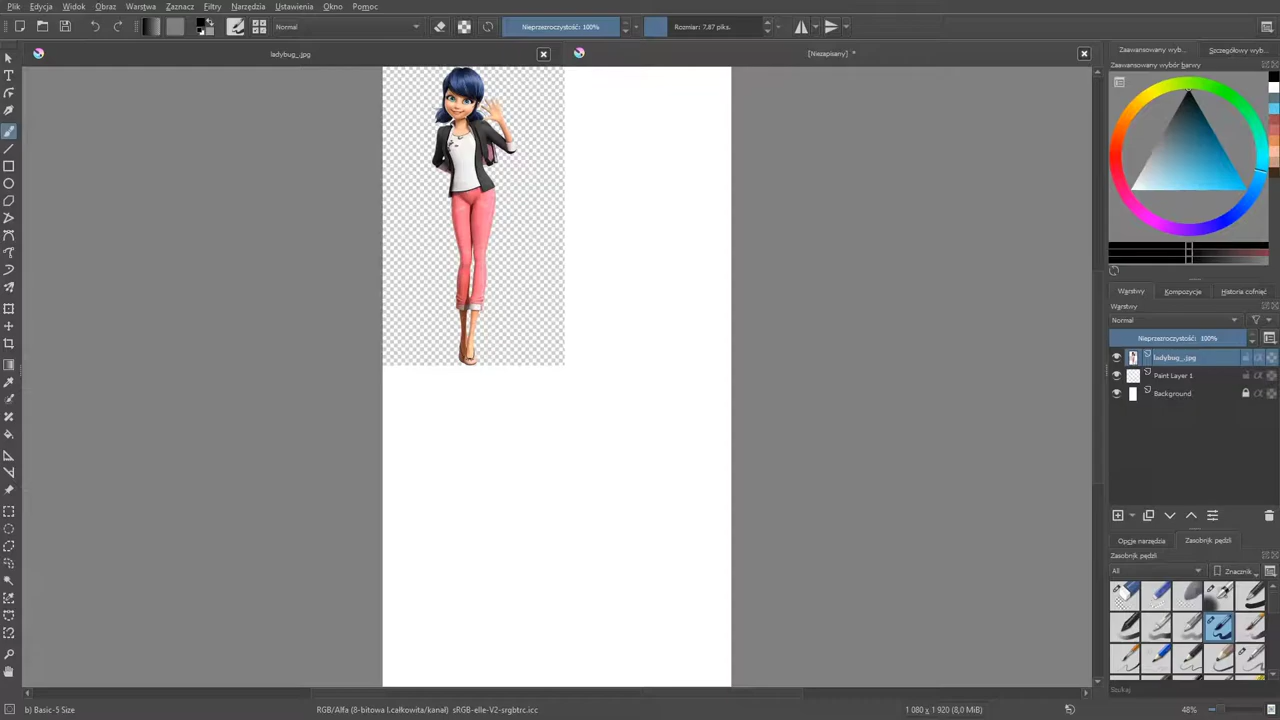 Plik Edycja Widok Obraz Warstwa Zaznacz Filtry Narzędzia Ustawienia Okno Pomoc
Normal Nieprzezroczystość: 100% Rozmiar: 7,87 piks.
ladybug_.jpg [Niezapisany] *
Zaawansowany wyb... Szczegółowy wyb...
Zaawansowany wybór barwy
Warstwy Kompozycje Historia cofnięć
Warstwy
Normal
Nieprzezroczystość: 100%
ladybug_.jpg
Paint Layer 1
Background
Opcje narzędzia Zasobnik pędzli
Zasobnik pędzli
All Znacznik
Szukaj
b) Basic-5 Size RGB/Alfa (8-bitowa l.całkowita/kanał) sRGB-elle-V2-srgbtrc.icc 1 080 x 1 920 (8,0 MiB) 48%